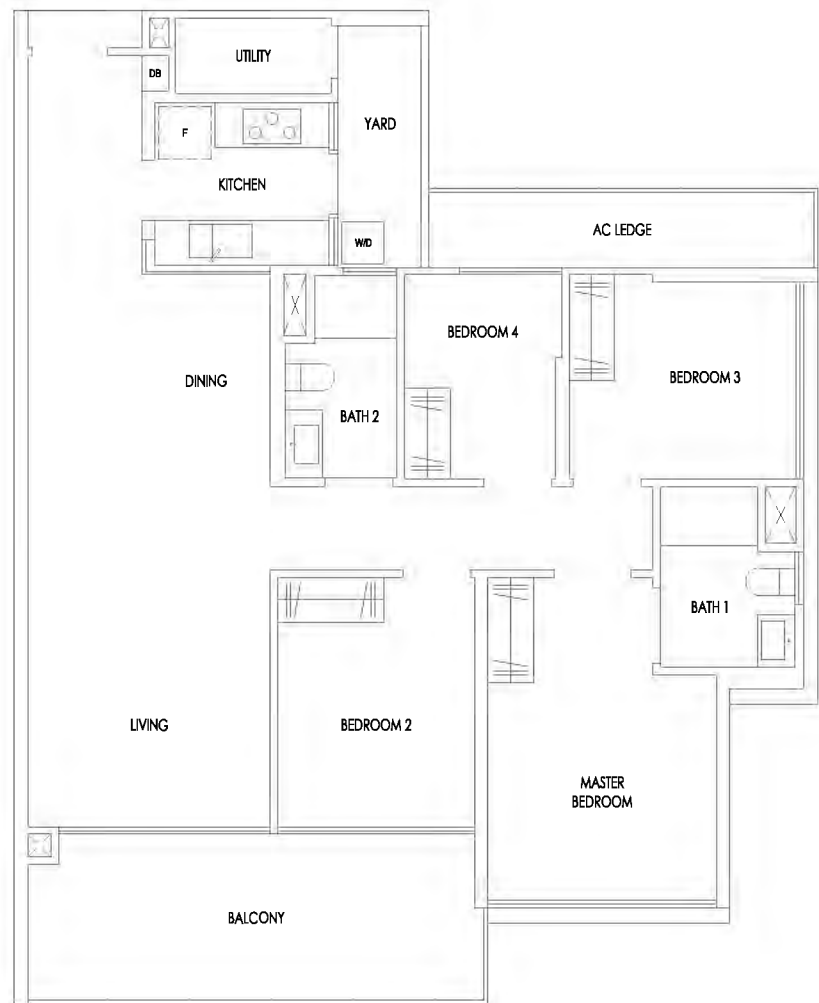 UTILITY
DB
YARD
F
KITCHEN
AC LEDGE
W/D
BEDROOM 4
DINING
BEDROOM 3
BATH 2
BATH 1
LIVING
BEDROOM 2
MASTER
BEDROOM
BALCONY